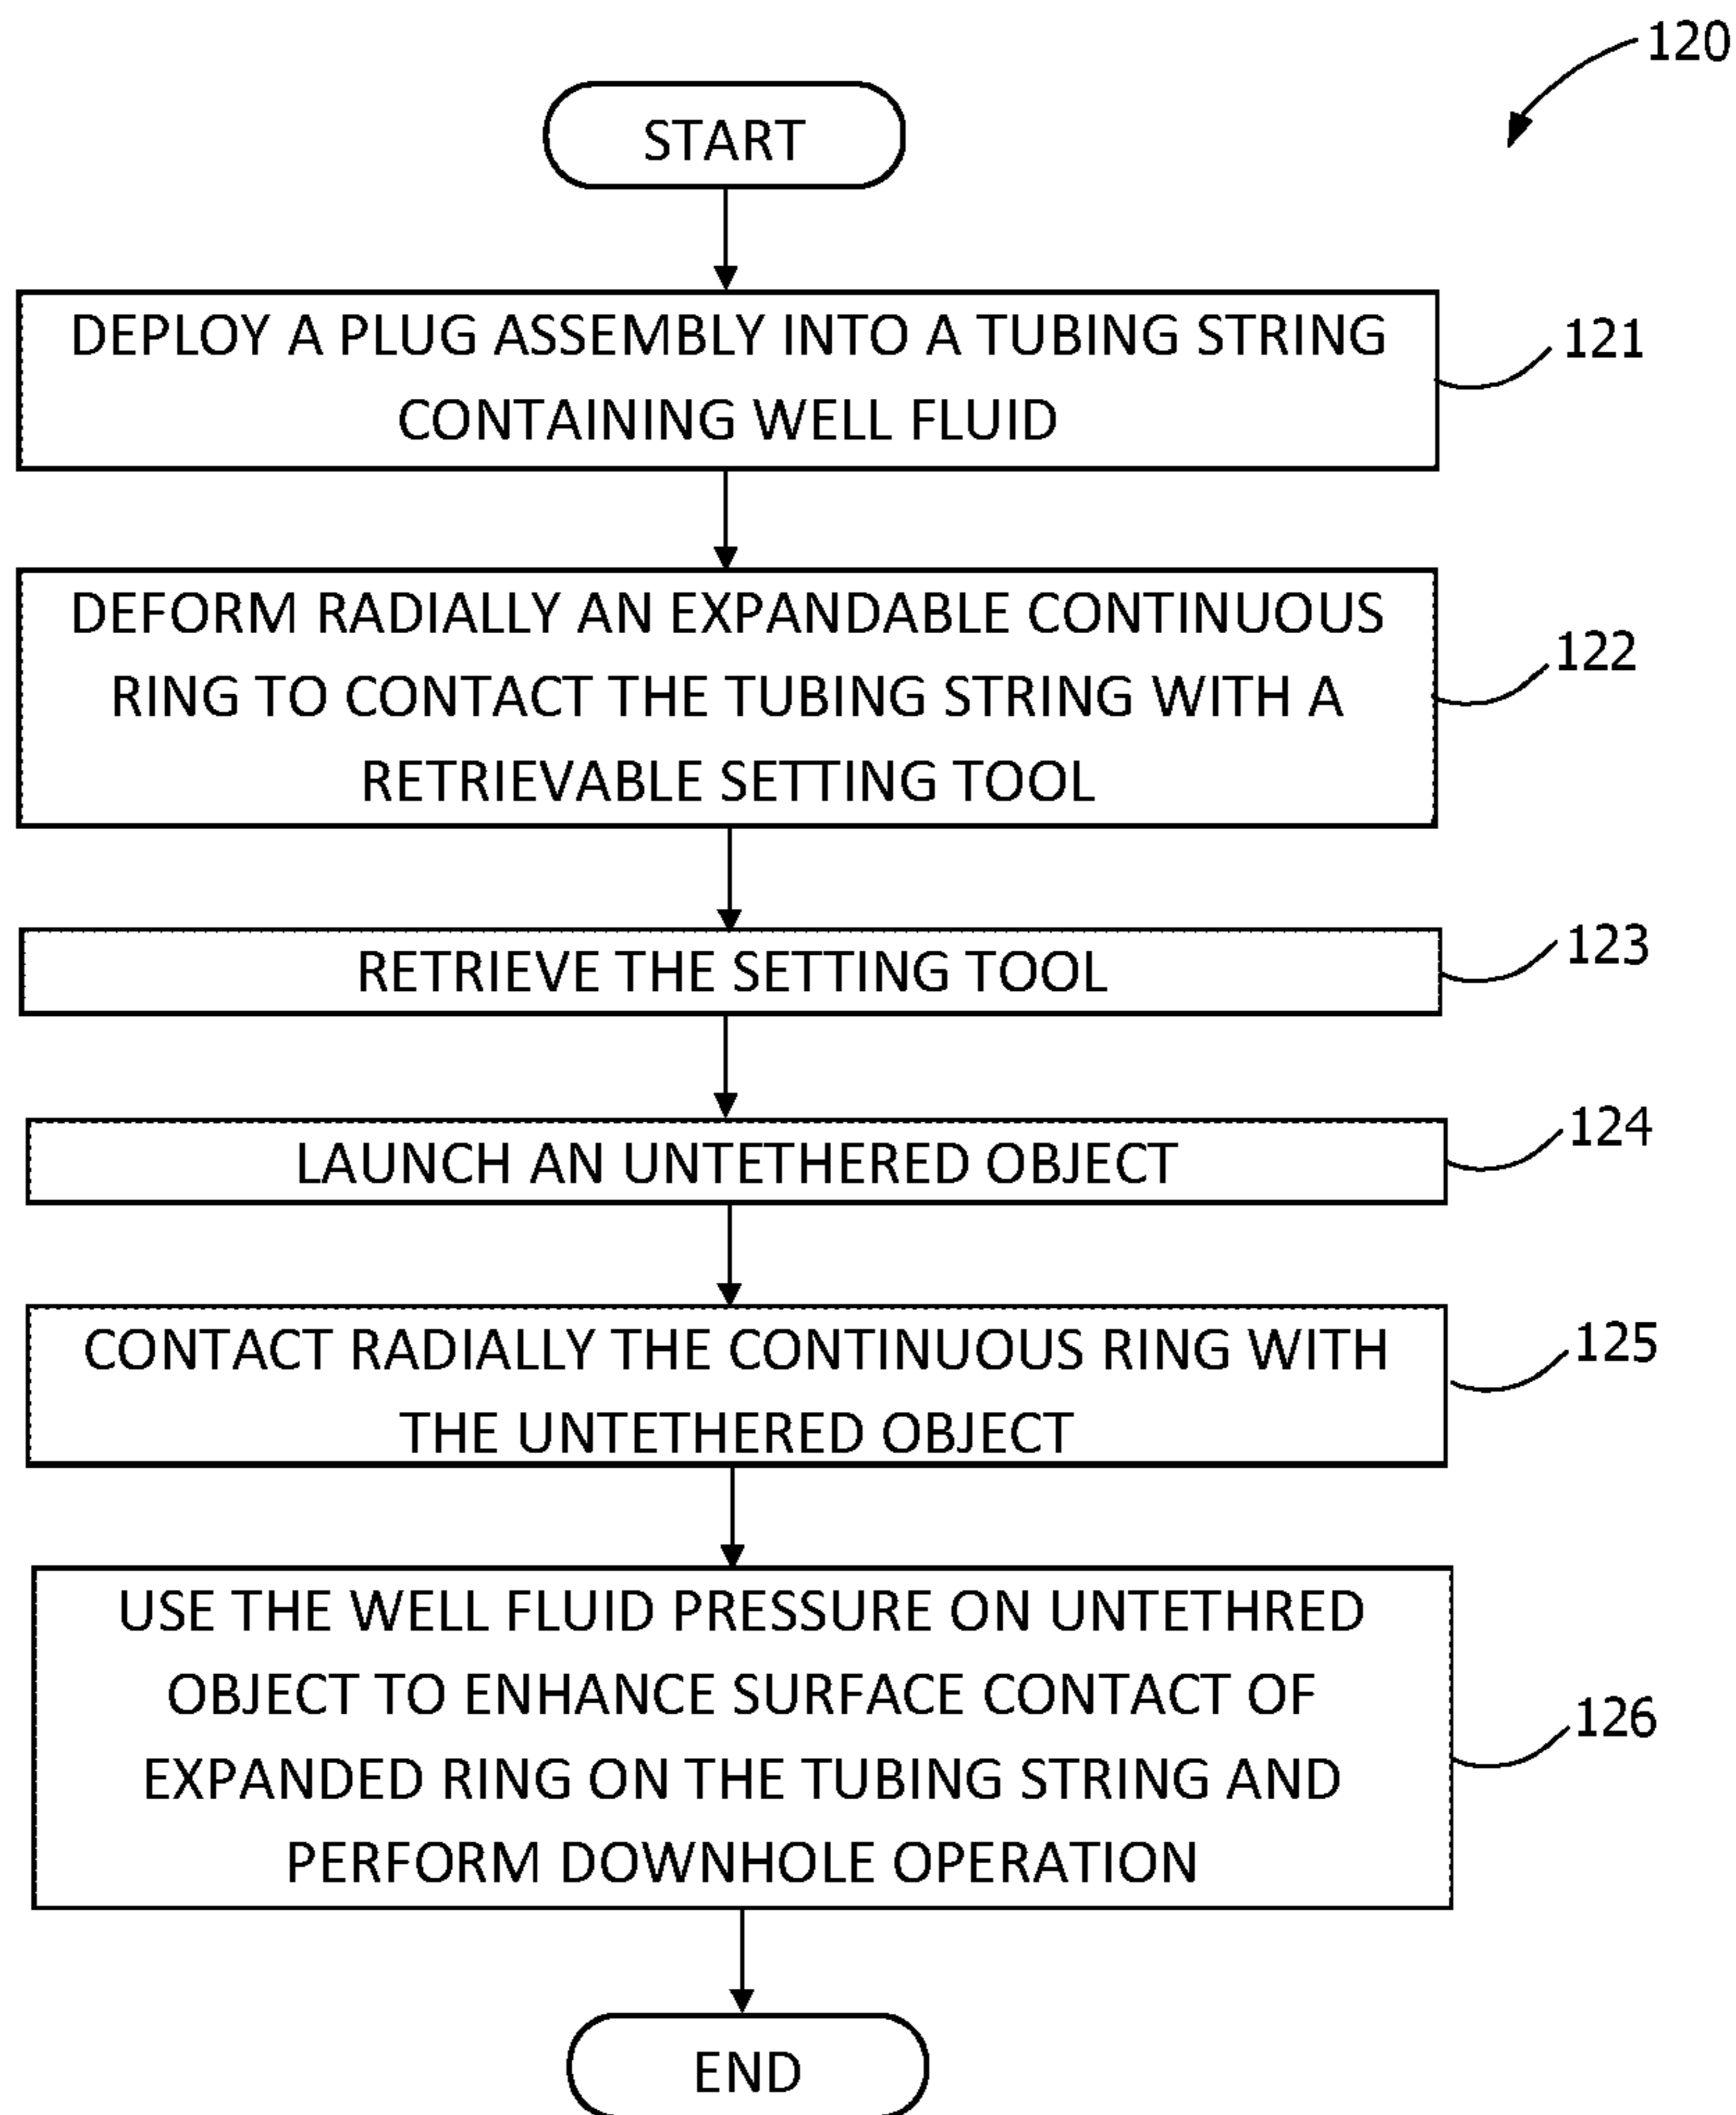 120
START
DEPLOY A PLUG ASSEMBLY INTO A TUBING STRING
CONTAINING WELL FLUID
121
DEFORM RADIALLY AN EXPANDABLE CONTINUOUS
RING TO CONTACT THE TUBING STRING WITH A
RETRIEVABLE SETTING TOOL
122
RETRIEVE THE SETTING TOOL
123
LAUNCH AN UNTETHERED OBJECT
124
CONTACT RADIALLY THE CONTINUOUS RING WITH
THE UNTETHERED OBJECT
125
USE THE WELL FLUID PRESSURE ON UNTETHRED
OBJECT TO ENHANCE SURFACE CONTACT OF
EXPANDED RING ON THE TUBING STRING AND
PERFORM DOWNHOLE OPERATION
126
END